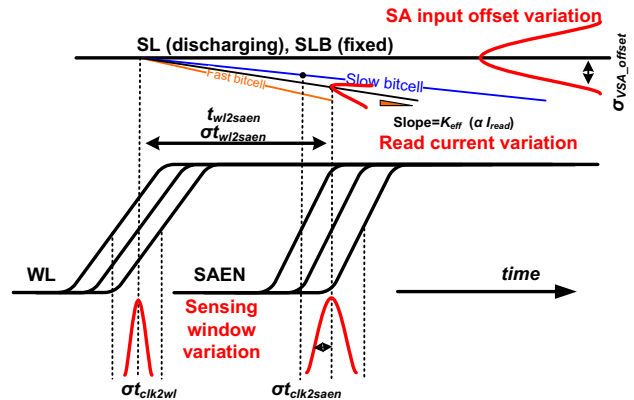 SA input offset variation
SL (discharging), SLB (fixed)
Fast bitcell
Slow bitcell
σVSA_offset
twl2saen
σtwl2saen
Slope=Keff (α Iread)
Read current variation
WL
SAEN
time
Sensing
window
variation
σtclk2wl
σtclk2saen